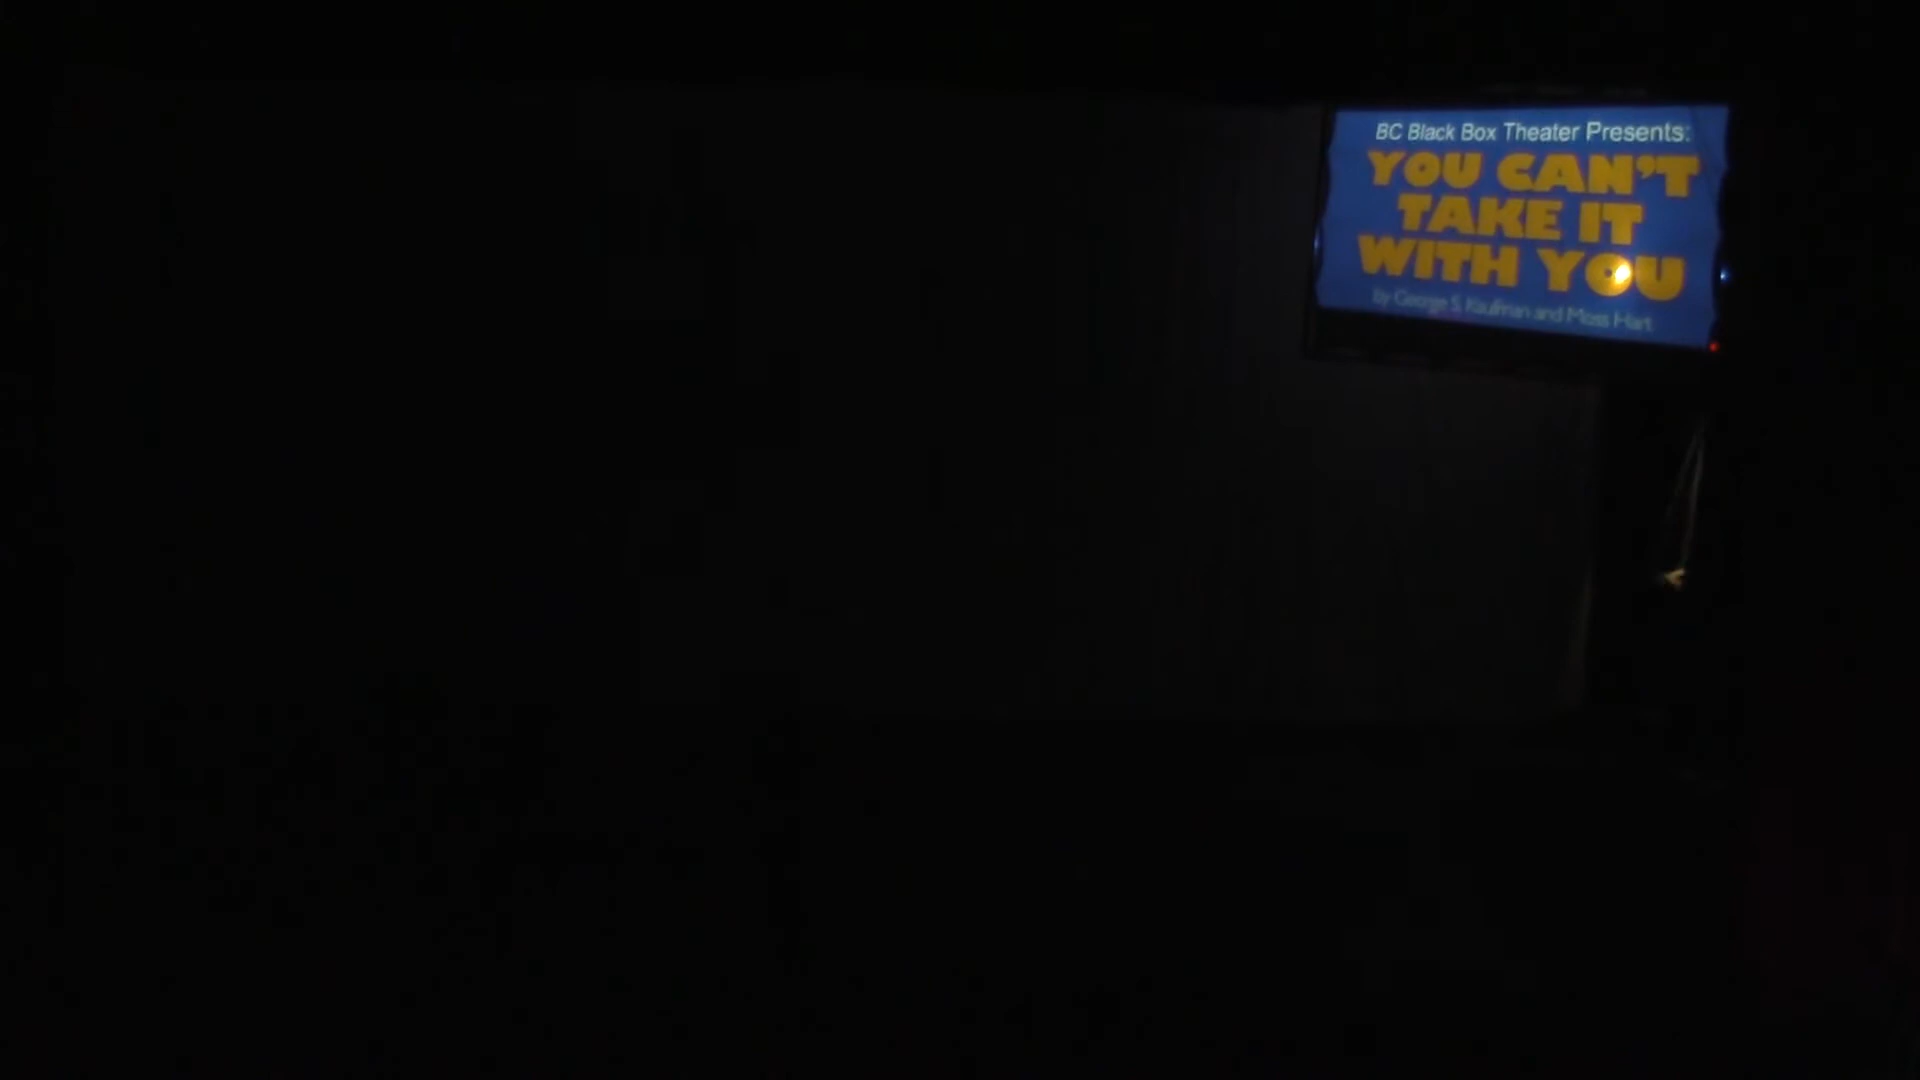 BC Black Box Theater Presents:
YOU CAN'T
TAKE IT
WITH YOU
by George S. Kaufman and Moss Hart